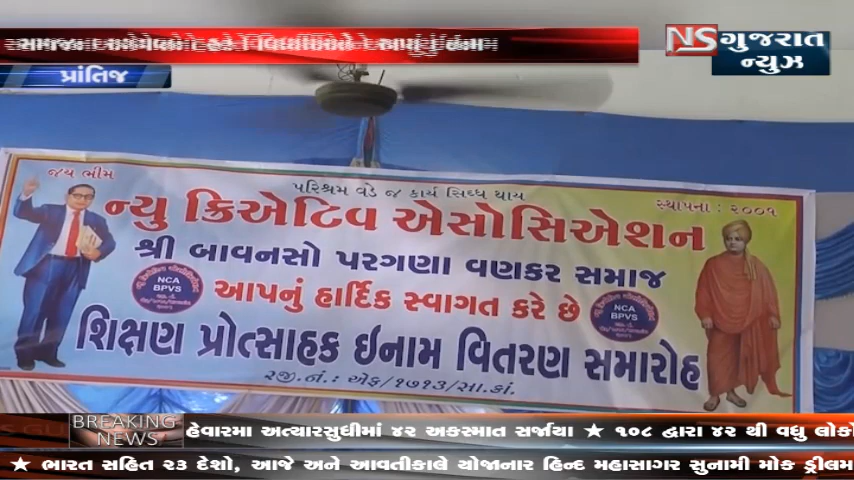 NS ગુજરાત
ન્યુઝ
પ્રાંતિજ
જય ભીમ
પરિશ્રમ વડે જ કાર્ય સિધ્ધ થાય
સ્થાપના : ૨૦૦૧
ન્યુ ક્રિએટિવ એસોસિએશન
શ્રી બાવનસો પરગણા વણકર સમાજ
NCA
BPVS
આપનું હાર્દિક સ્વાગત કરે છે
NCA
BPVS
શિક્ષણ પ્રોત્સાહક ઇનામ વિતરણ સમારોહ
રજી.નં.: એફ/૧૭૧૩/સા.કાં.
BREAKING
NEWS
હેવારમા અત્યારસુધીમાં ૪૨ અકસ્માત સર્જાયા ★ ૧૦૮ દ્વારા ૪૨ થી વધુ લોકો
★ ભારત સહિત ૨૩ દેશો, આજે અને આવતીકાલે યોજાનાર હિન્દ મહાસાગર સુનામી મોક ડ્રીલમ